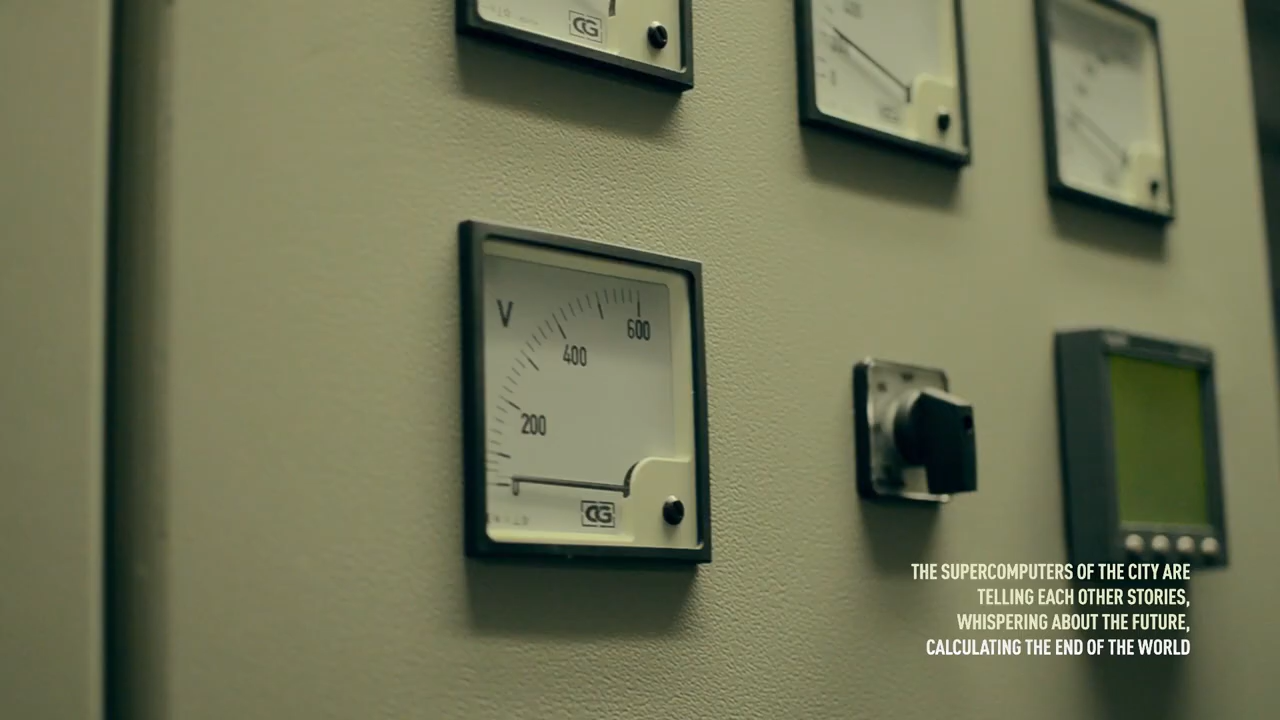 CG
V
600
400
200
0
CG
THE SUPERCOMPUTERS OF THE CITY ARE
TELLING EACH OTHER STORIES,
WHISPERING ABOUT THE FUTURE,
CALCULATING THE END OF THE WORLD